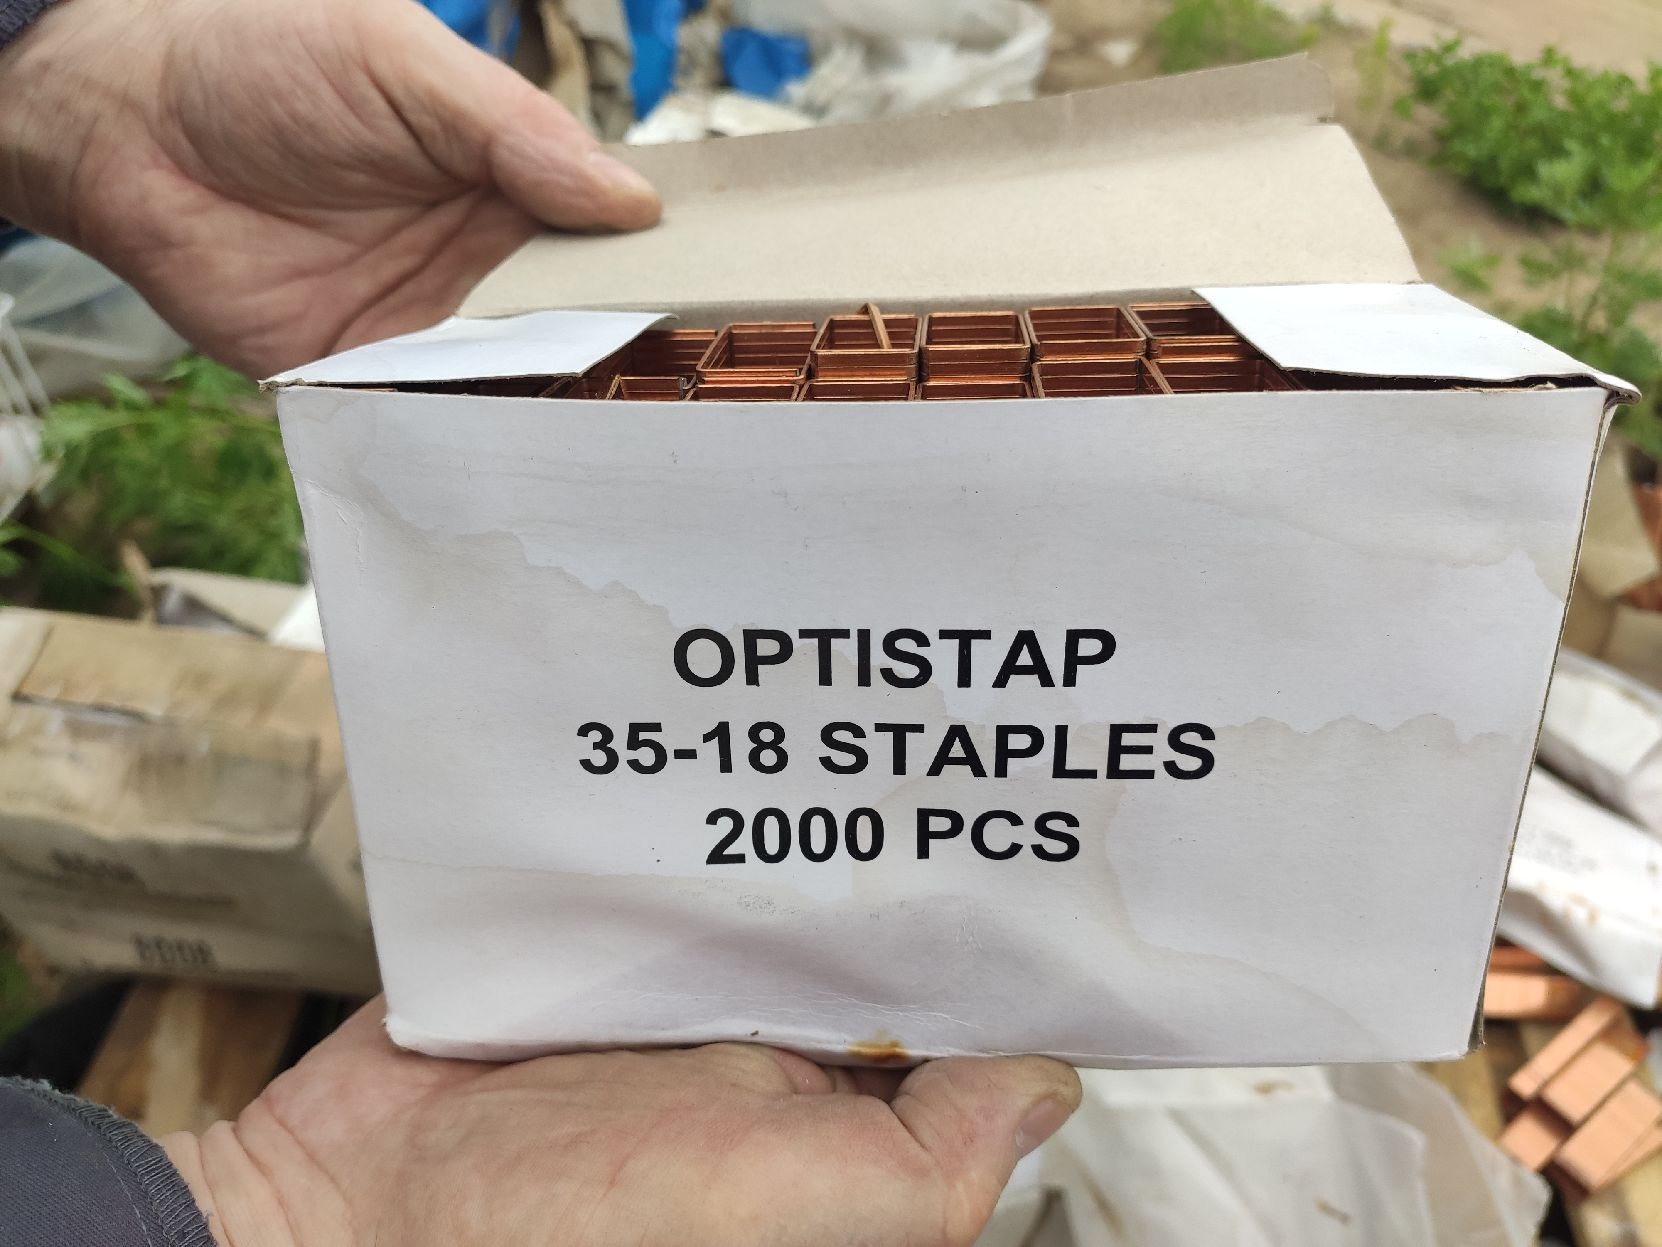 OPTISTAP
35-18 STAPLES
2000 PCS